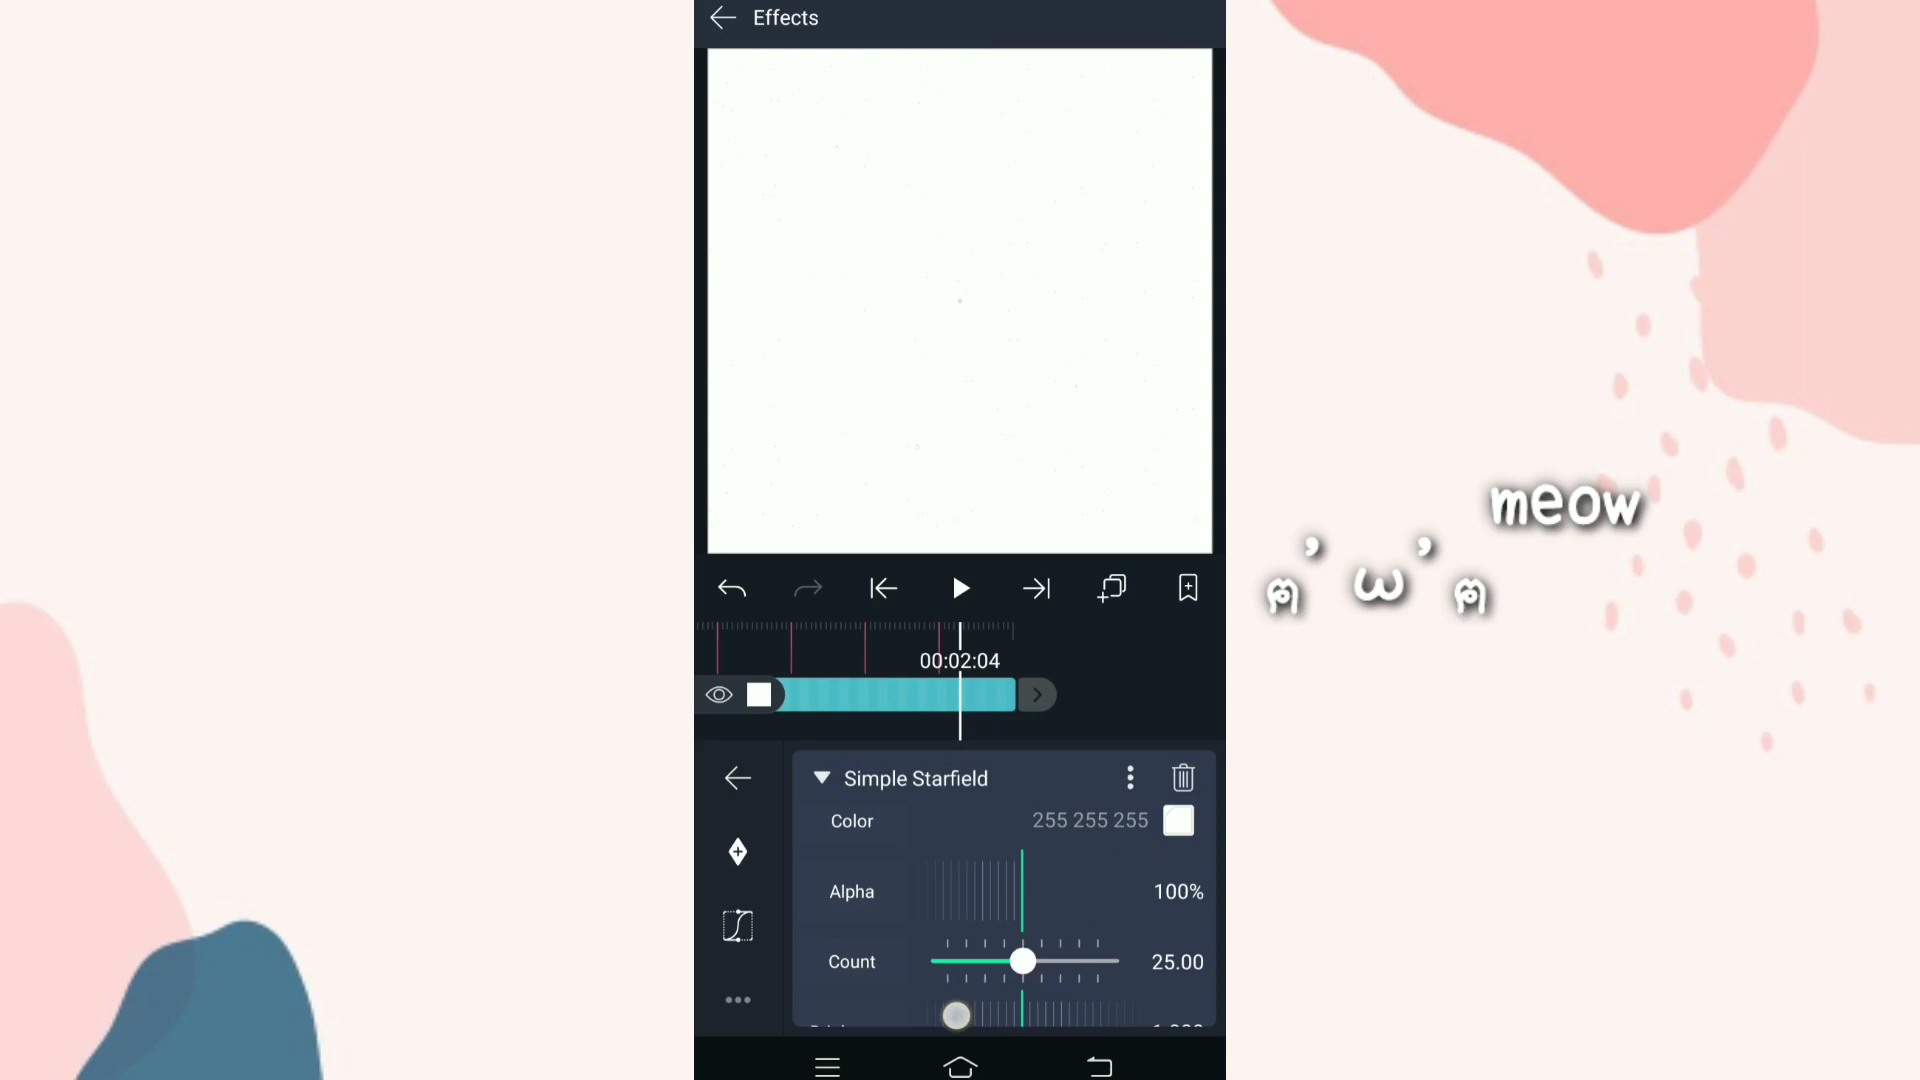 Effects
meow
ฅ’ω’ฅ
00:02:04
Simple Starfield
Color 255 255 255
Alpha 100%
Count 25.00